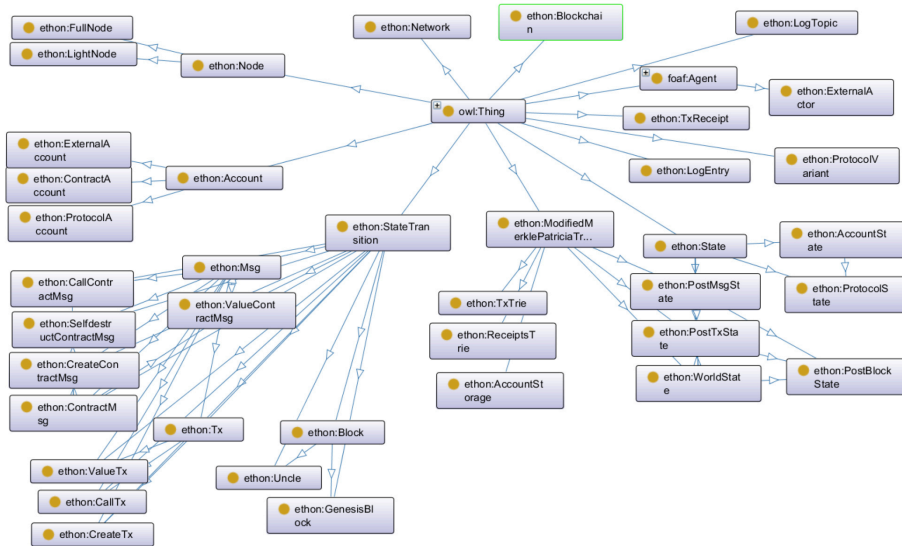 ethon:FullNode
ethon:LightNode
ethon:Node
ethon:Network
ethon:Blockchai
n
ethon:LogTopic
foaf:Agent
ethon:ExternalA
ctor
owl:Thing
ethon:TxReceipt
ethon:ExternalA
ccount
ethon:ContractA
ccount
ethon:ProtocolA
ccount
ethon:Account
ethon:LogEntry
ethon:ProtocolV
ariant
ethon:StateTran
sition
ethon:ModifiedM
erklePatriciaTr...
ethon:State
ethon:AccountSt
ate
ethon:Msg
ethon:CallContr
actMsg
ethon:ValueContr
actMsg
ethon:Selfdestr
uctContractMsg
ethon:CreateCon
tractMsg
ethon:ContractM
sg
ethon:TxTrie
ethon:ReceiptsT
rie
ethon:AccountSt
orage
ethon:PostMsgSt
ate
ethon:ProtocolS
tate
ethon:PostTxSta
te
ethon:WorldStat
e
ethon:PostBlock
State
ethon:Tx
ethon:Block
ethon:ValueTx
ethon:Uncle
ethon:CallTx
ethon:GenesisBl
ock
ethon:CreateTx